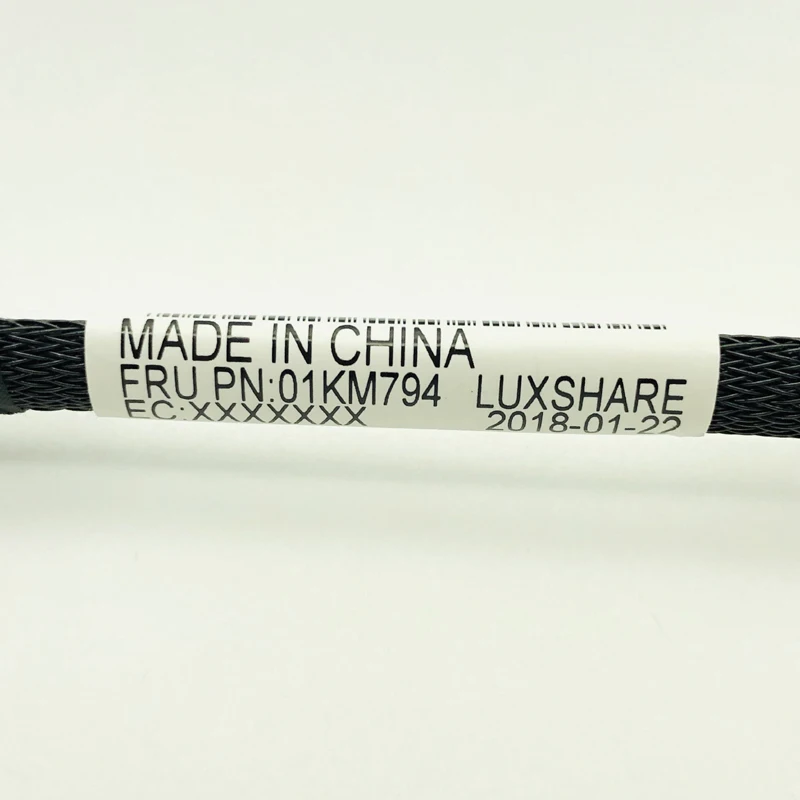 MADE IN CHINA
FRU PN:01KM794 LUXSHARE
EC:XXXXXXX 2018-01-22